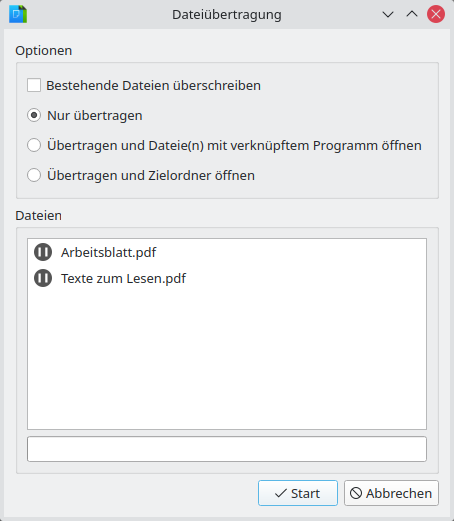 Dateiübertragung
Optionen
Bestehende Dateien überschreiben
Nur übertragen
Übertragen und Dateie(n) mit verknüpftem Programm öffnen
Übertragen und Zielordner öffnen
Dateien
Arbeitsblatt.pdf
Texte zum Lesen.pdf
Start Abbrechen